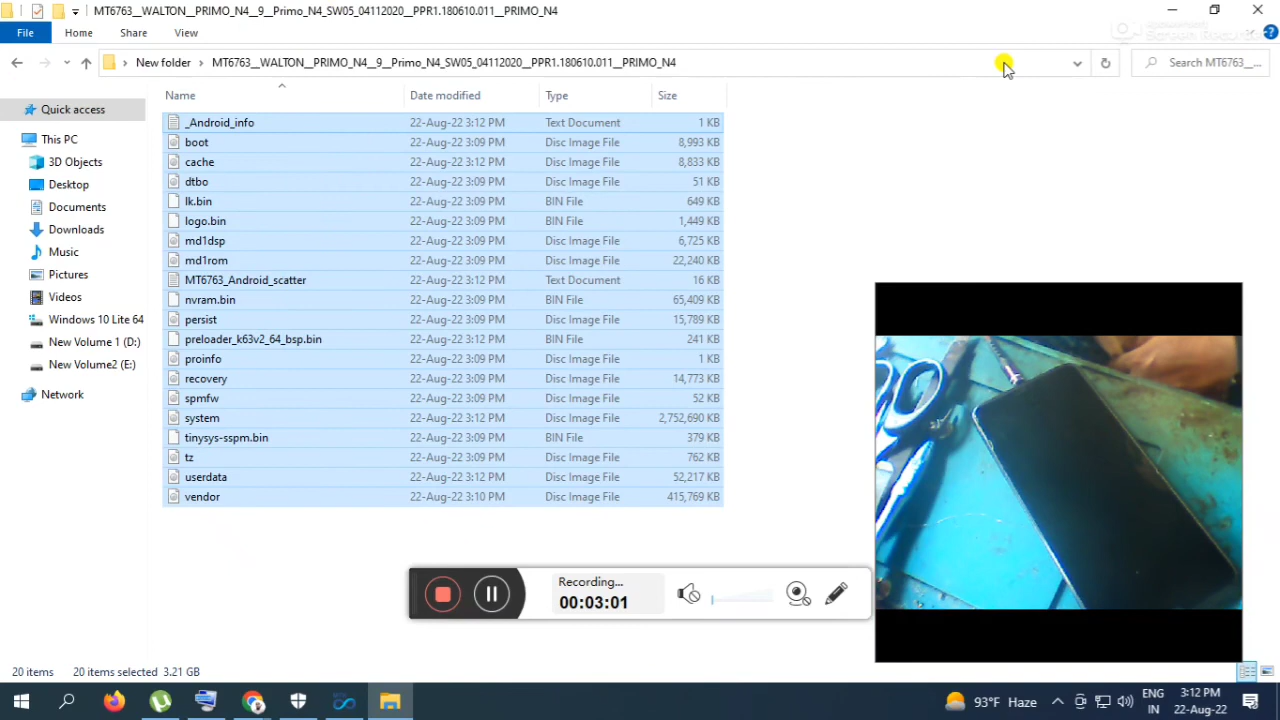 MT6763__WALTON__PRIMO_N4__9__Primo_N4_SW05_04112020__PPR1.180610.011__PRIMO_N4
File Home Share View
Screen Recorder
New folder MT6763__WALTON__PRIMO_N4__9__Primo_N4_SW05_04112020__PPR1.180610.011__PRIMO_N4 Search MT6763__...
Quick access
This PC
3D Objects
Desktop
Documents
Downloads
Music
Pictures
Videos
Windows 10 Lite 64
New Volume 1 (D:)
New Volume2 (E:)
Network
Name Date modified Type Size
_Android_info 22-Aug-22 3:12 PM Text Document 1 KB
boot 22-Aug-22 3:09 PM Disc Image File 8,993 KB
cache 22-Aug-22 3:12 PM Disc Image File 8,833 KB
dtbo 22-Aug-22 3:09 PM Disc Image File 51 KB
lk.bin 22-Aug-22 3:09 PM BIN File 649 KB
logo.bin 22-Aug-22 3:09 PM BIN File 1,449 KB
md1dsp 22-Aug-22 3:09 PM Disc Image File 6,725 KB
md1rom 22-Aug-22 3:09 PM Disc Image File 22,240 KB
MT6763_Android_scatter 22-Aug-22 3:12 PM Text Document 16 KB
nvram.bin 22-Aug-22 3:09 PM BIN File 65,409 KB
persist 22-Aug-22 3:09 PM Disc Image File 15,789 KB
preloader_k63v2_64_bsp.bin 22-Aug-22 3:09 PM BIN File 241 KB
proinfo 22-Aug-22 3:09 PM Disc Image File 1 KB
recovery 22-Aug-22 3:09 PM Disc Image File 14,773 KB
spmfw 22-Aug-22 3:09 PM Disc Image File 52 KB
system 22-Aug-22 3:12 PM Disc Image File 2,752,690 KB
tinysys-sspm.bin 22-Aug-22 3:09 PM BIN File 379 KB
tz 22-Aug-22 3:09 PM Disc Image File 762 KB
userdata 22-Aug-22 3:12 PM Disc Image File 52,217 KB
vendor 22-Aug-22 3:10 PM Disc Image File 415,769 KB
Recording...
00:03:01
20 items 20 items selected 3.21 GB
93°F Haze
ENG
IN
3:12 PM
22-Aug-22